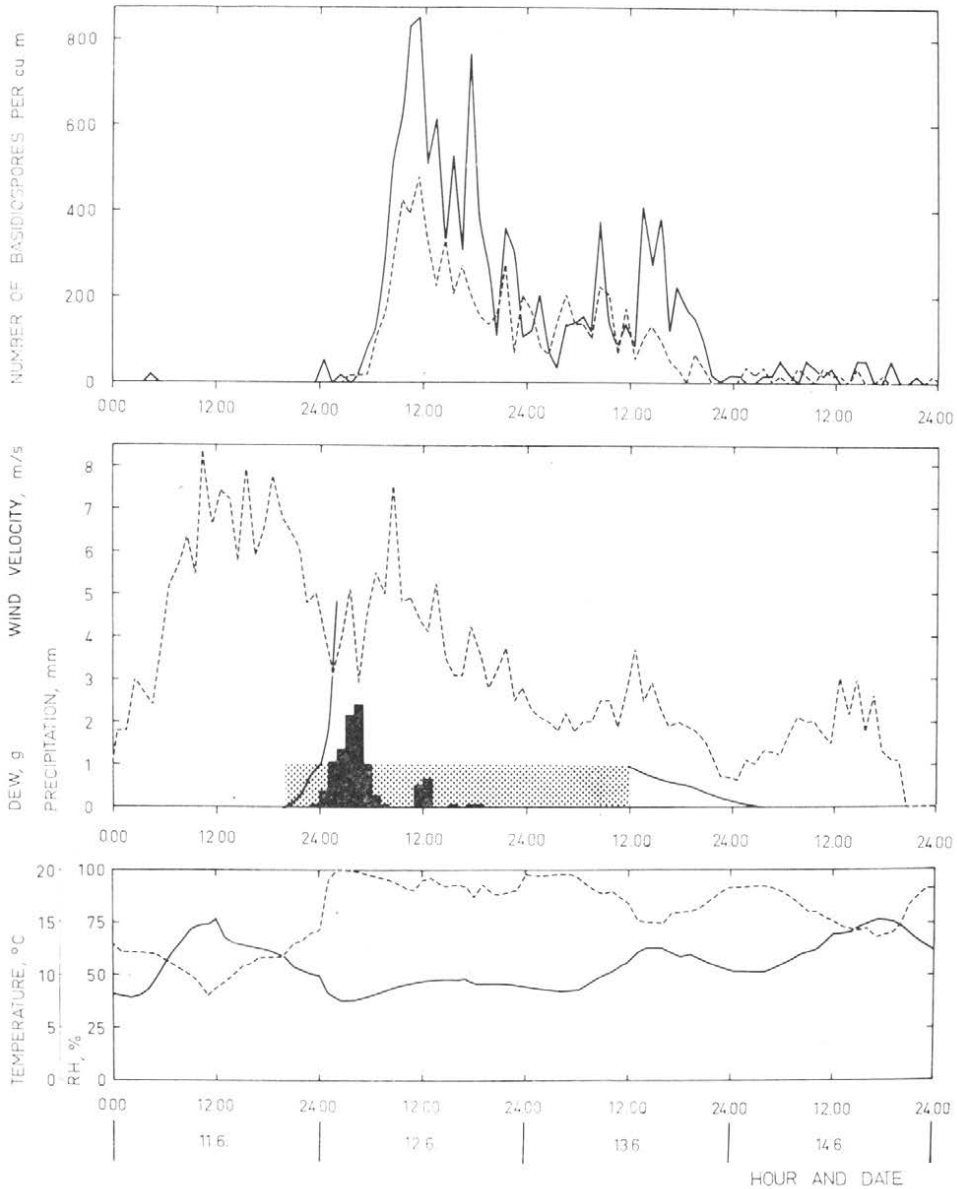 NUMBER OF BASIDIOSPORES PER cu. m
800
600
400
200
0
0.00 12.00 24.00 12.00 24.00 12.00 24.00 12.00 24.00
WIND VELOCITY, m/s
DEW, g
PRECIPITATION, mm
8
7
6
5
4
3
2
1
0
0.00 12.00 24.00 12.00 24.00 12.00 24.00 12.00 24.00
TEMPERATURE, °C
RH, %
20 100
15 75
10 50
5 25
0 0
0.00 12.00 24.00 12.00 24.00 12.00 24.00 12.00 24.00
11.6. 12.6. 13.6. 14.6.
HOUR AND DATE